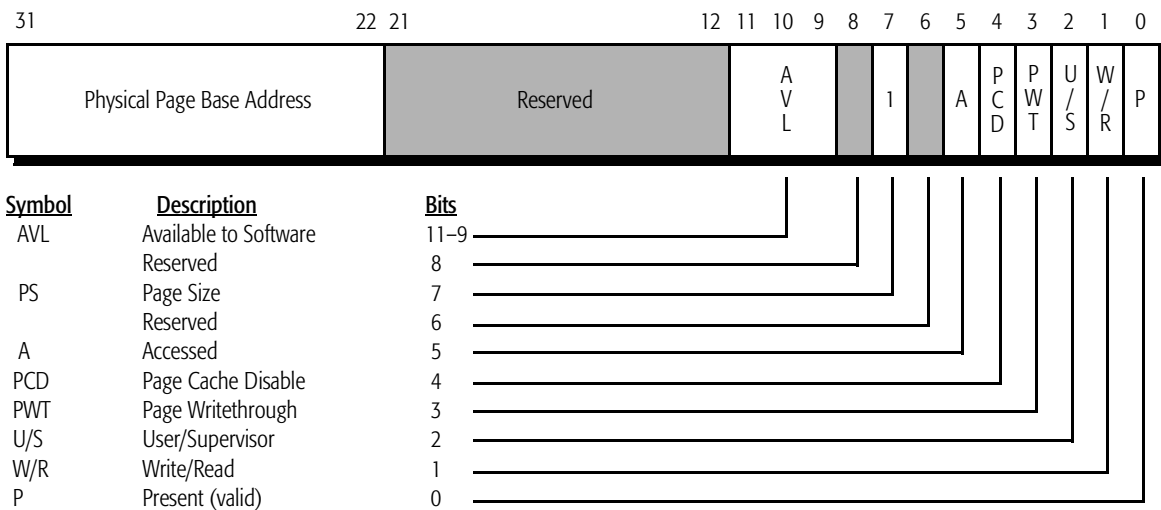 31 22 21 12 11 10 9 8 7 6 5 4 3 2 1 0
Physical Page Base Address Reserved AVL 1 A PCD PWT U/S W/R P
Symbol Description Bits
AVL Available to Software 11–9
Reserved 8
PS Page Size 7
Reserved 6
A Accessed 5
PCD Page Cache Disable 4
PWT Page Writethrough 3
U/S User/Supervisor 2
W/R Write/Read 1
P Present (valid) 0